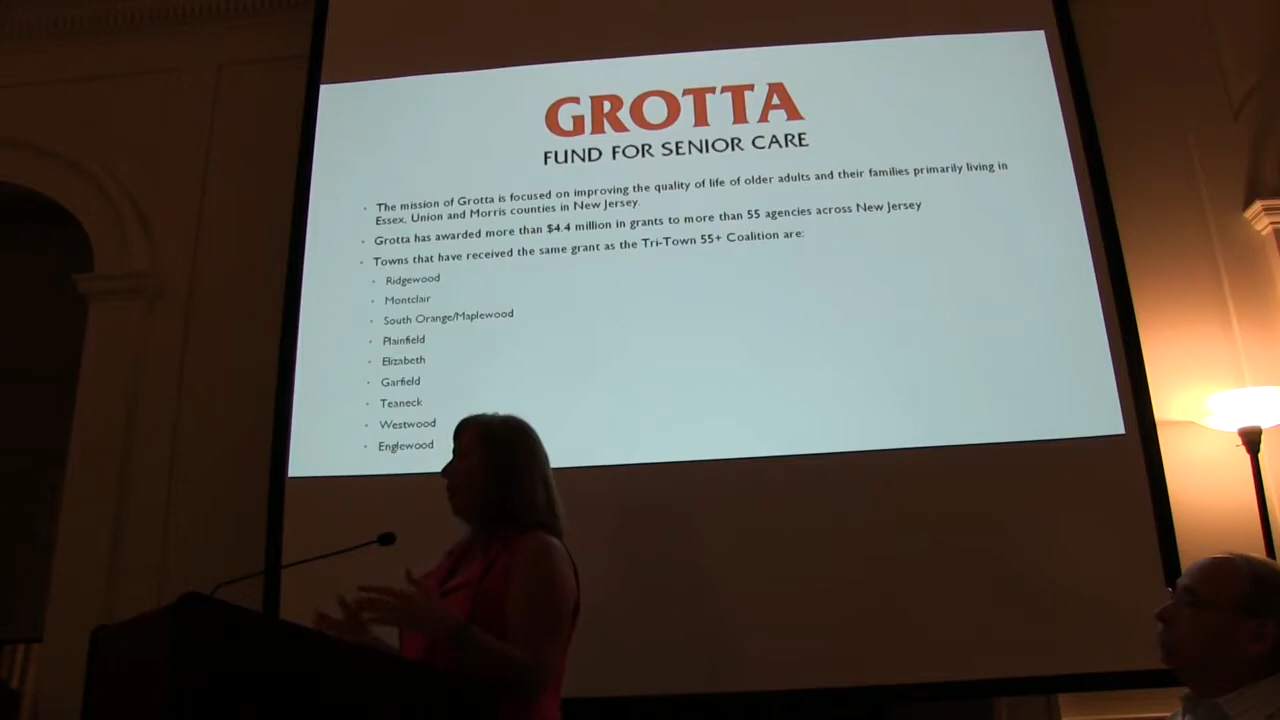 GROTTA
FUND FOR SENIOR CARE
• The mission of Grotta is focused on improving the quality of life of older adults and their families primarily living in
Essex, Union and Morris counties in New Jersey.
• Grotta has awarded more than $4.4 million in grants to more than 55 agencies across New Jersey
• Towns that have received the same grant as the Tri-Town 55+ Coalition are:
• Ridgewood
• Montclair
• South Orange/Maplewood
• Plainfield
• Elizabeth
• Garfield
• Teaneck
• Westwood
• Englewood